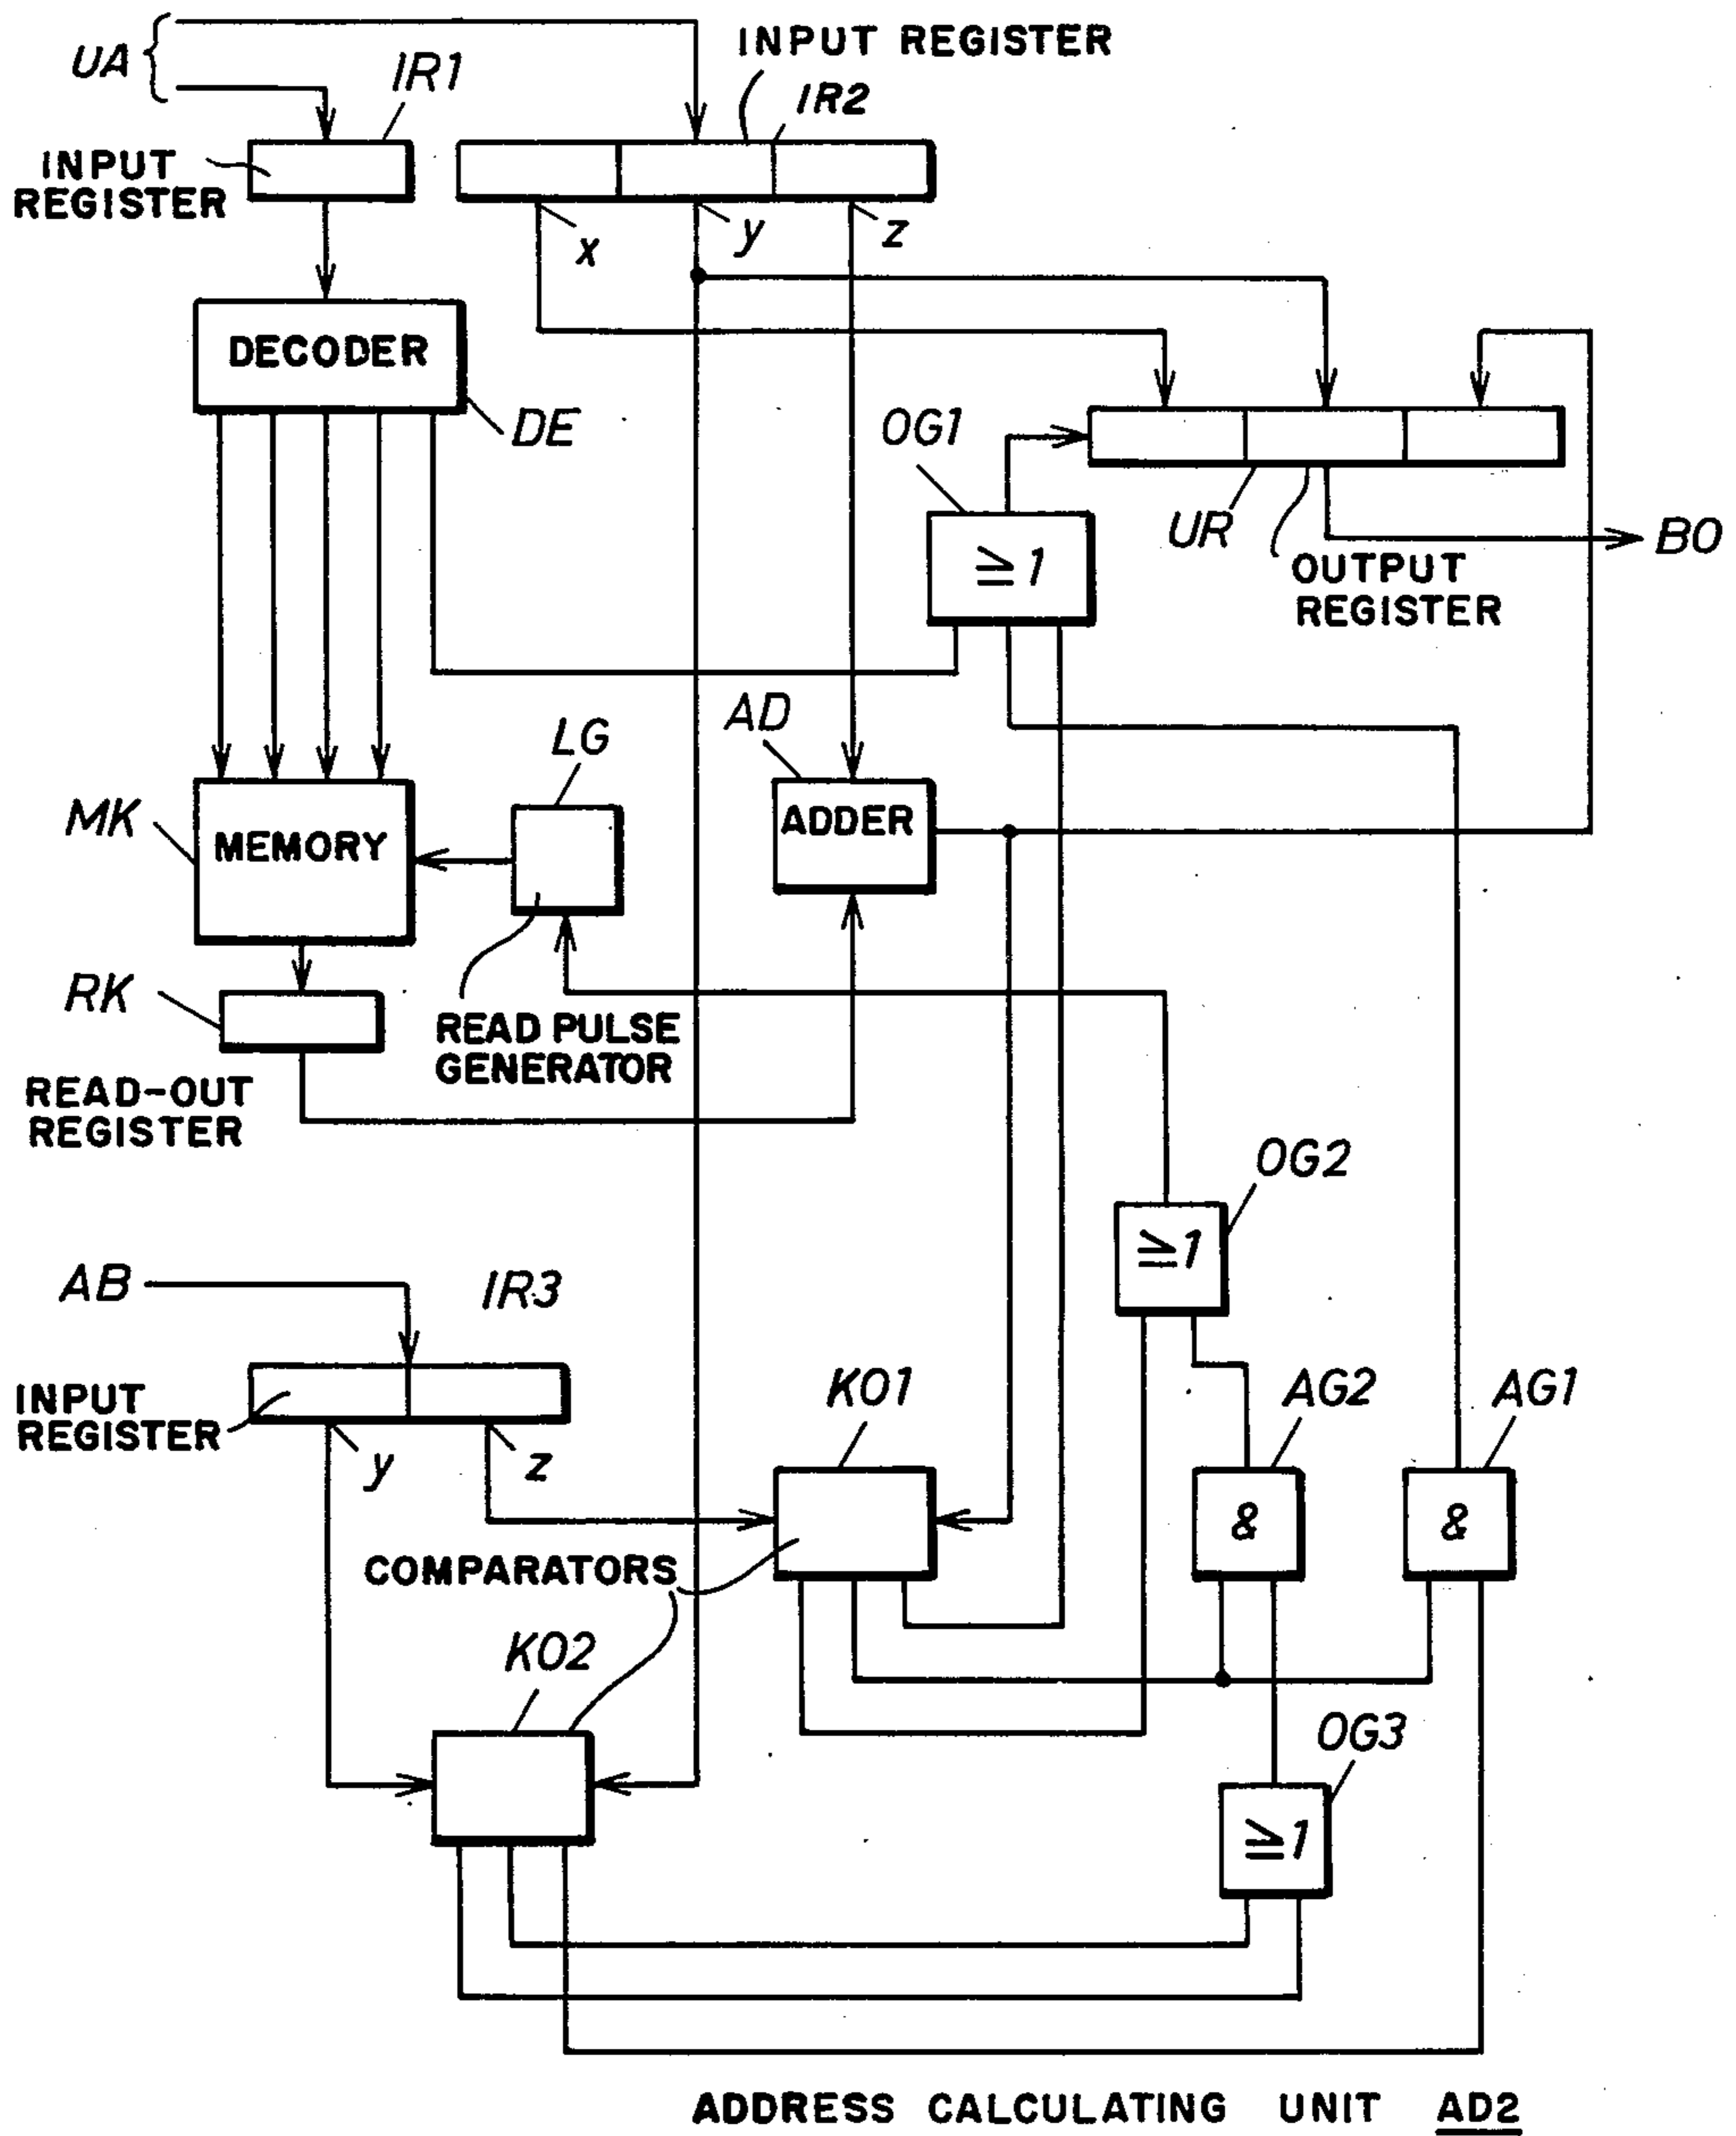 UA
IR1
INPUT REGISTER
IR2
INPUT
REGISTER
x
y
z
DECODER
DE
OG1
≥1
UR
BO
OUTPUT
REGISTER
AD
LG
MK
MEMORY
ADDER
RK
READ PULSE
GENERATOR
READ-OUT
REGISTER
OG2
≥1
AB
IR3
INPUT
REGISTER
y
z
KO1
AG2
AG1
&
&
COMPARATORS
KO2
OG3
≥1
ADDRESS CALCULATING UNIT AD2